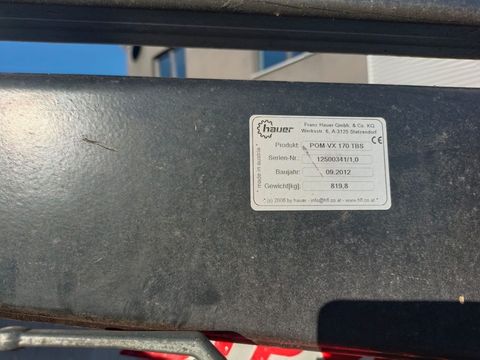 hauer
Franz Hauer GmbH. & Co. KG
Werksstr. 6, A-3125 Statzendorf
CE
* made in austria *
Produkt: POM-VX 170 TBS
Serien-Nr.: 12500341/1,0
Baujahr: 09.2012
Gewicht[kg]: 819,8
* (c) 2006 by hauer - info@hfl.co.at - www.hfl.co.at *